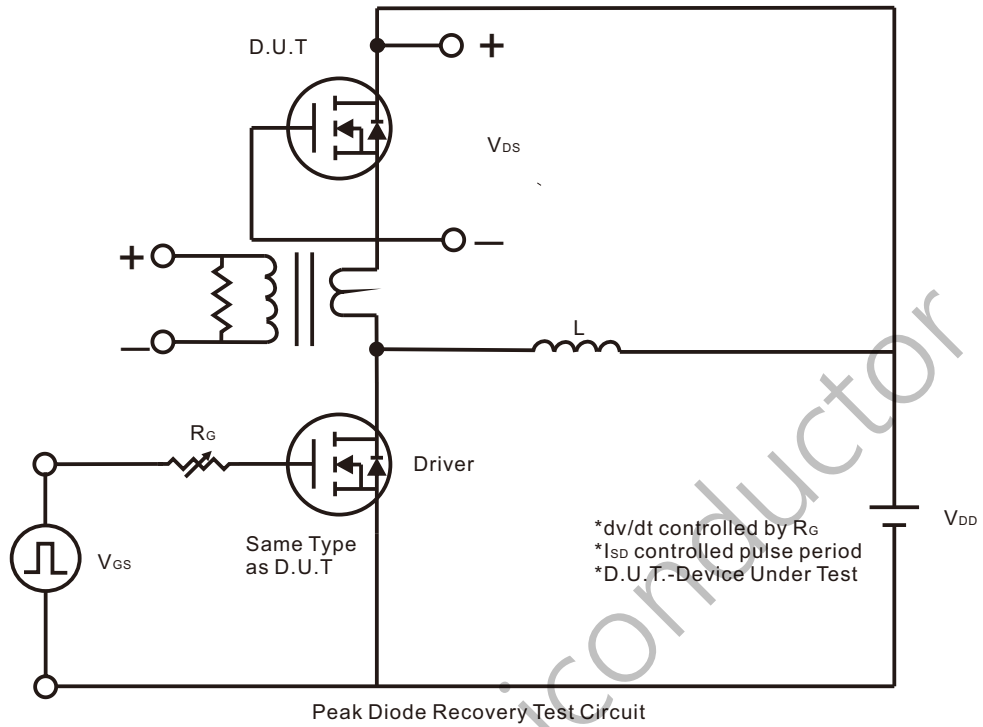 D.U.T
+
VDS
+
L
RG
Driver
*dv/dt controlled by RG
*ISD controlled pulse period
*D.U.T.-Device Under Test
VDD
Same Type
as D.U.T
VGS
Peak Diode Recovery Test Circuit
iconductor